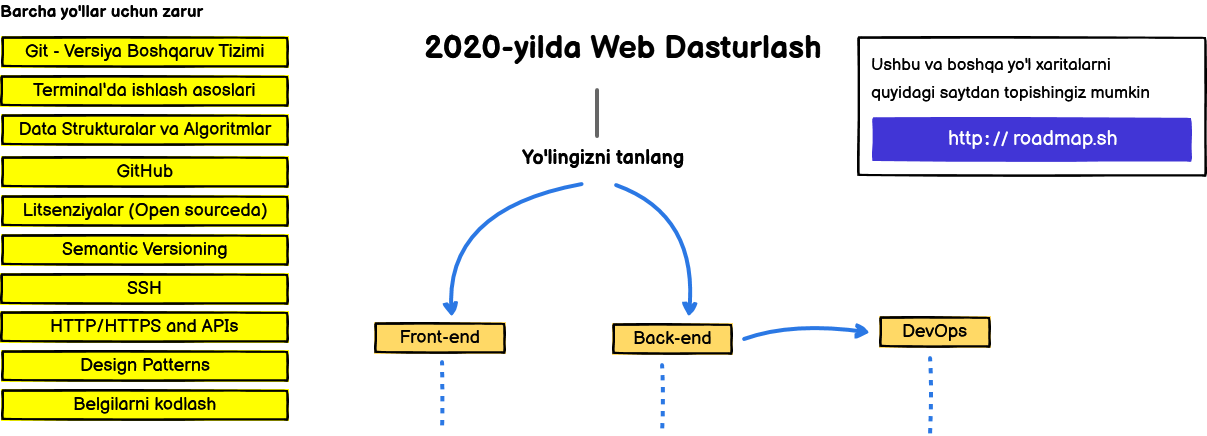 Barcha yo'llar uchun zarur
Git - Versiya Boshqaruv Tizimi
Terminal'da ishlash asoslari
Data Strukturalar va Algoritmlar
GitHub
Litsenziyalar (Open sourceda)
Semantic Versioning
SSH
HTTP/HTTPS and APIs
Design Patterns
Belgilarni kodlash
2020-yilda Web Dasturlash
Yo'lingizni tanlang
Front-end
Back-end
DevOps
Ushbu va boshqa yo'l xaritalarni
quyidagi saytdan topishingiz mumkin
http://roadmap.sh